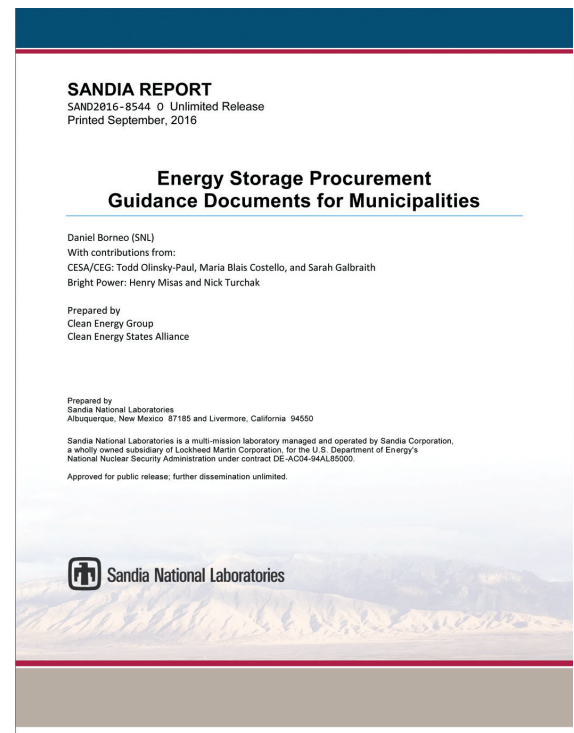 SANDIA REPORT
SAND2016-8544 O Unlimited Release
Printed September, 2016
Energy Storage Procurement
Guidance Documents for Municipalities
Daniel Borneo (SNL)
With contributions from:
CESA/CEG: Todd Olinsky-Paul, Maria Blais Costello, and Sarah Galbraith
Bright Power: Henry Misas and Nick Turchak
Prepared by
Clean Energy Group
Clean Energy States Alliance
Prepared by
Sandia National Laboratories
Albuquerque, New Mexico 87185 and Livermore, California 94550
Sandia National Laboratories is a multi-mission laboratory managed and operated by Sandia Corporation,
a wholly owned subsidiary of Lockheed Martin Corporation, for the U.S. Department of Energy's
National Nuclear Security Administration under contract DE-AC04-94AL85000.
Approved for public release; further dissemination unlimited.
Sandia National Laboratories